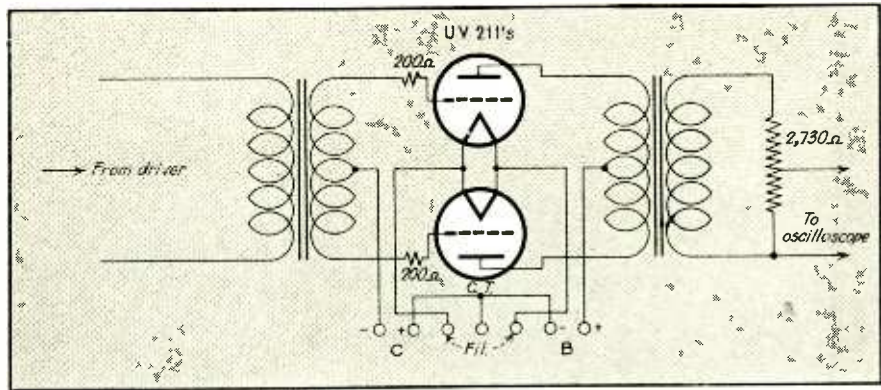 UV 211's
200Ω
2,730Ω
From driver
To
oscilloscope
200Ω
C.T.
- + - +
C Fil. B